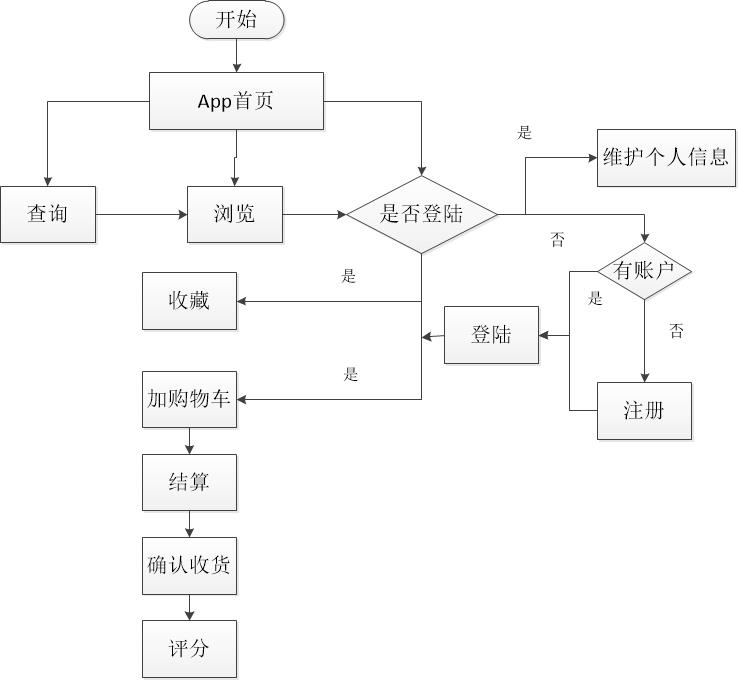 开始
App首页
是
维护个人信息
查询
浏览
是否登陆
否
有账户
是
收藏
是
登陆
否
是
加购物车
注册
结算
确认收货
评分